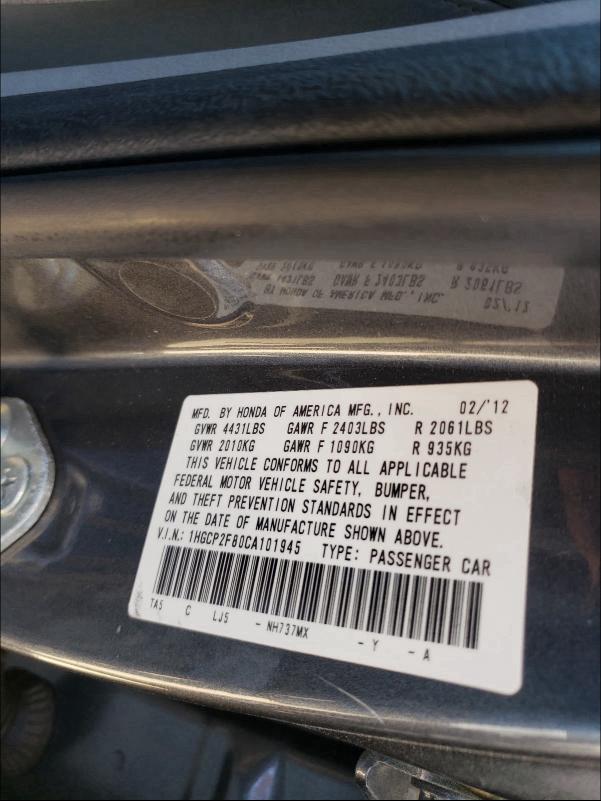 MFD. BY HONDA OF AMERICA MFG., INC. 02/'12
GVWR 4431LBS GAWR F 2403LBS R 2061LBS
GVWR 2010KG GAWR F 1090KG R 935KG
THIS VEHICLE CONFORMS TO ALL APPLICABLE
FEDERAL MOTOR VEHICLE SAFETY, BUMPER,
AND THEFT PREVENTION STANDARDS IN EFFECT
ON THE DATE OF MANUFACTURE SHOWN ABOVE.
V.I.N.: 1HGCP2F80CA101945 TYPE: PASSENGER CAR
TA5 C LJ5 - NH737MX - Y - A